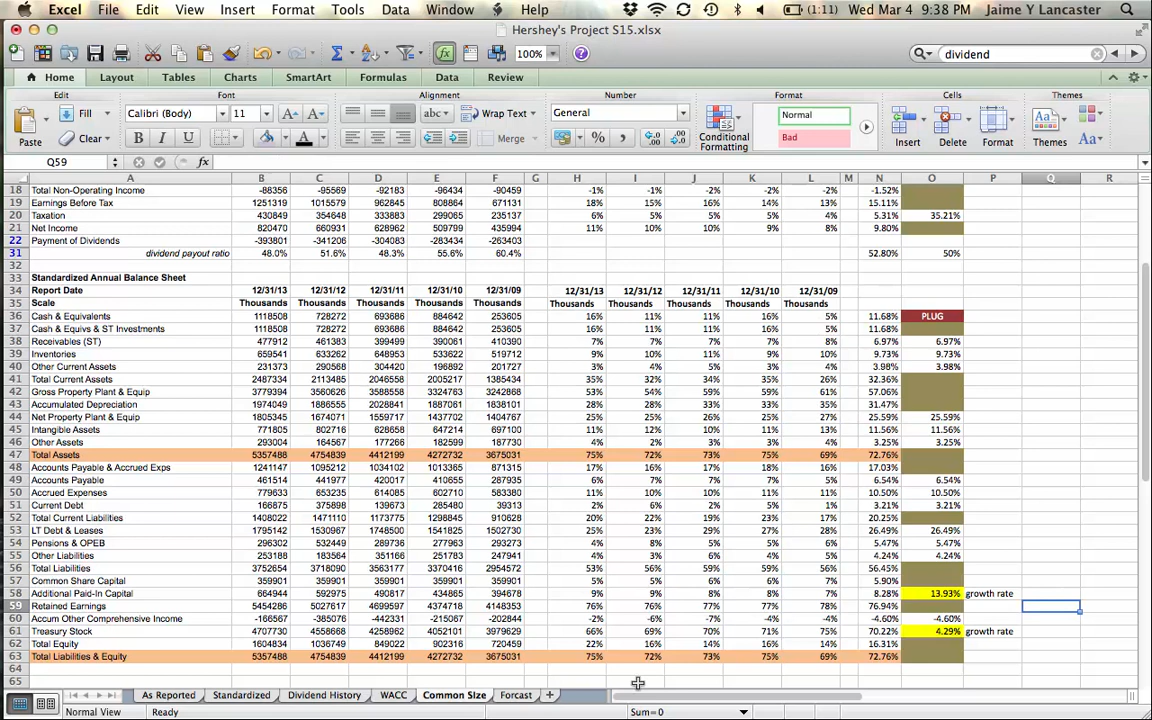 Excel File Edit View Insert Format Tools Data Window Help (1:11) Wed Mar 4 9:38 PM Jaime Y Lancaster
Hershey's Project S15.xlsx
100% dividend
Home Layout Tables Charts SmartArt Formulas Data Review
Edit Font Alignment Number Format Cells Themes
Fill Calibri (Body) 11 A A abc Wrap Text General Normal
Paste Clear B I U A Merge % Conditional Formatting Bad Insert Delete Format Themes Aa
Q59 fx
A B C D E F G H I J K L M N O P Q R
18 Total Non-Operating Income -88356 -95569 -92183 -96434 -90459 -1% -1% -2% -2% -2% -1.52%
19 Earnings Before Tax 1251319 1015579 962845 808864 671131 18% 15% 16% 14% 13% 15.11%
20 Taxation 430849 354648 333883 299065 235137 6% 5% 5% 5% 4% 5.31% 35.21%
21 Net Income 820470 660931 628962 509799 435994 11% 10% 10% 9% 8% 9.80%
22 Payment of Dividends -393801 -341206 -304083 -283434 -263403
31 dividend payout ratio 48.0% 51.6% 48.3% 55.6% 60.4% 52.80% 50%
32
33 Standardized Annual Balance Sheet
34 Report Date 12/31/13 12/31/12 12/31/11 12/31/10 12/31/09 12/31/13 12/31/12 12/31/11 12/31/10 12/31/09
35 Scale Thousands Thousands Thousands Thousands Thousands Thousands Thousands Thousands Thousands Thousands
36 Cash & Equivalents 1118508 728272 693686 884642 253605 16% 11% 11% 16% 5% 11.68% PLUG
37 Cash & Equivs & ST Investments 1118508 728272 693686 884642 253605 16% 11% 11% 16% 5% 11.68%
38 Receivables (ST) 477912 461383 399499 390061 410390 7% 7% 7% 7% 8% 6.97% 6.97%
39 Inventories 659541 633262 648953 533622 519712 9% 10% 11% 9% 10% 9.73% 9.73%
40 Other Current Assets 231373 290568 304420 196892 201727 3% 4% 5% 3% 4% 3.98% 3.98%
41 Total Current Assets 2487334 2113485 2046558 2005217 1385434 35% 32% 34% 35% 26% 32.36%
42 Gross Property Plant & Equip 3779394 3560626 3588558 3324763 3242868 53% 54% 59% 59% 61% 57.06%
43 Accumulated Depreciation 1974049 1886555 2028841 1887061 1838101 28% 28% 33% 33% 35% 31.47%
44 Net Property Plant & Equip 1805345 1674071 1559717 1437702 1404767 25% 25% 26% 25% 27% 25.59% 25.59%
45 Intangible Assets 771805 802716 628136 647214 697100 11% 12% 10% 11% 13% 11.56% 11.56%
46 Other Assets 293004 164567 177266 182599 187730 4% 2% 3% 3% 4% 3.25% 3.25%
47 Total Assets 5357488 4754839 4412199 4272732 3675031 75% 72% 73% 75% 69% 72.76%
48 Accounts Payable & Accrued Exps 1241147 1095212 1034102 1013365 871315 17% 16% 17% 18% 16% 17.03%
49 Accounts Payable 461514 441977 420017 410655 287935 6% 7% 7% 7% 5% 6.54% 6.54%
50 Accrued Expenses 779633 653235 614085 602710 583380 11% 10% 10% 11% 11% 10.50% 10.50%
51 Current Debt 166875 375898 139673 285480 39313 2% 6% 2% 5% 1% 3.21% 3.21%
52 Total Current Liabilities 1408022 1471110 1173775 1298845 910628 20% 22% 19% 23% 17% 20.25%
53 LT Debt & Leases 1795142 1530967 1748500 1541825 1502730 25% 23% 29% 27% 28% 26.49% 26.49%
54 Pensions & OPEB 296302 532449 289736 277963 293273 4% 8% 5% 5% 6% 5.47% 5.47%
55 Other Liabilities 253188 183564 351166 251783 247941 4% 3% 6% 4% 5% 4.24% 4.24%
56 Total Liabilities 3752654 3718090 3563177 3370416 2954572 53% 56% 59% 59% 56% 56.45%
57 Common Share Capital 359901 359901 359901 359901 359901 5% 5% 6% 6% 7% 5.90%
58 Additional Paid-In Capital 664944 592975 490817 434865 394678 9% 9% 8% 8% 7% 8.28% 13.93% growth rate
59 Retained Earnings 5454286 5027617 4699597 4374718 4148353 76% 76% 77% 77% 78% 76.94%
60 Accum Other Comprehensive Income -166567 -385076 -442331 -215067 -202844 -2% -6% -7% -4% -4% -4.60% -4.60%
61 Treasury Stock 4707730 4558668 4258962 4052101 3979629 66% 69% 70% 71% 75% 70.22% 4.29% growth rate
62 Total Equity 1604834 1036749 849022 902316 720459 22% 16% 14% 16% 14% 16.31%
63 Total Liabilities & Equity 5357488 4754839 4412199 4272732 3675031 75% 72% 73% 75% 69% 72.76%
64
65
As Reported Standardized Dividend History WACC Common Size Forcast +
Normal View Ready Sum=0